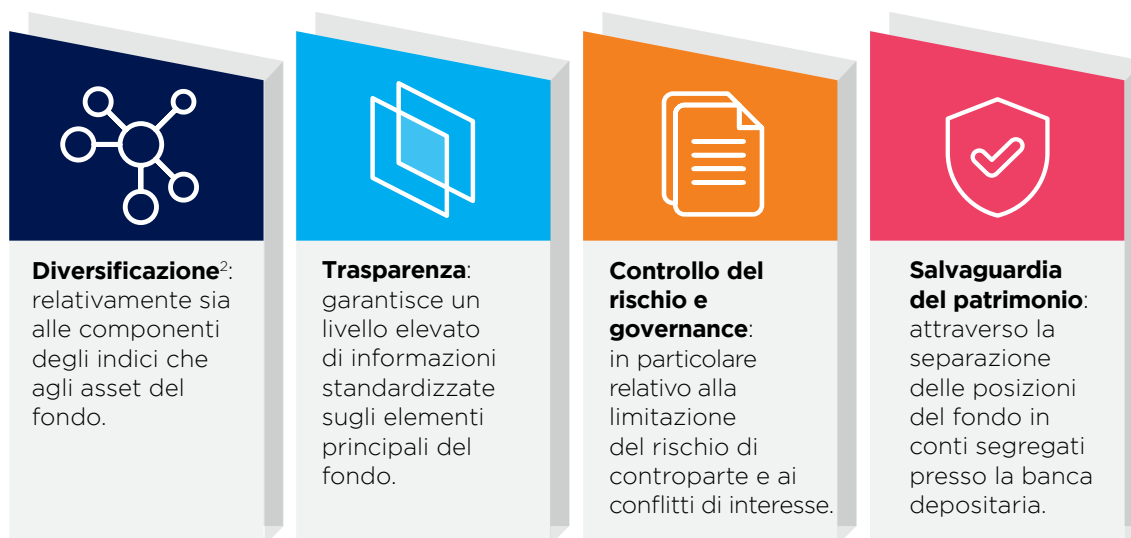 Diversificazione²:
relativamente sia
alle componenti
degli indici che
agli asset del
fondo.
Trasparenza:
garantisce un
livello elevato
di informazioni
standardizzate
sugli elementi
principali del
fondo.
Controllo del
rischio e
governance:
in particolare
relativo alla
limitazione
del rischio di
controparte e ai
conflitti di interesse.
Salvaguardia
del patrimonio:
attraverso la
separazione
delle posizioni
del fondo in
conti segregati
presso la banca
depositaria.